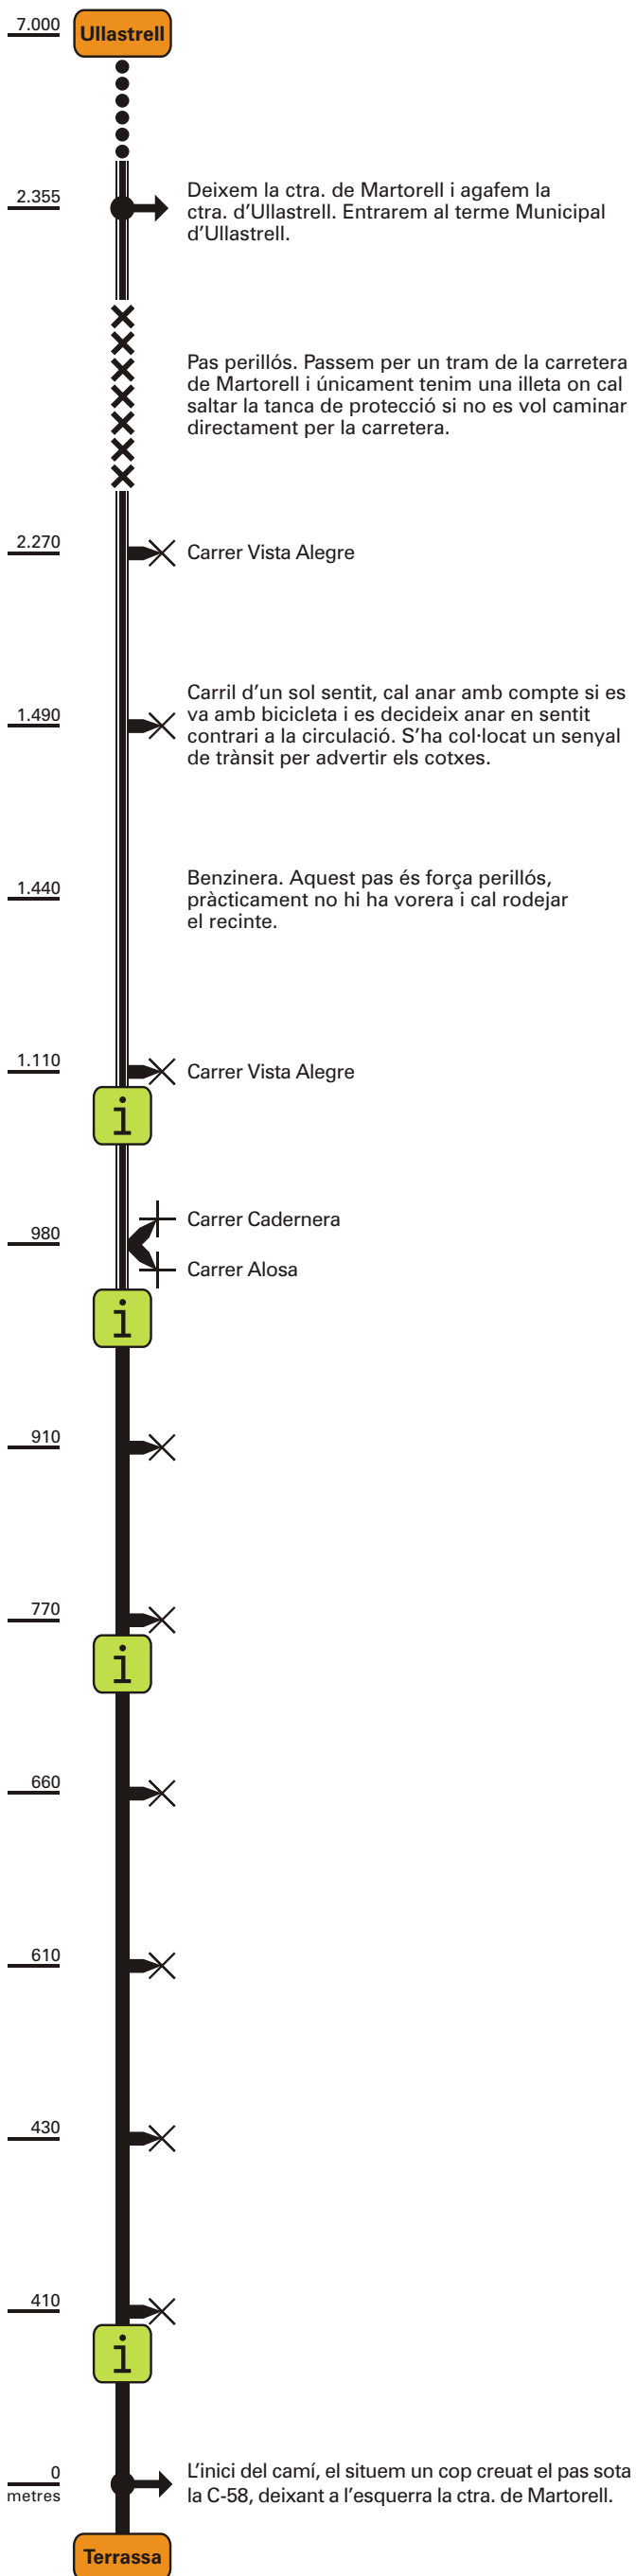 7.000
Ullastrell
2.355
Deixem la ctra. de Martorell i agafem la
ctra. d’Ullastrell. Entrarem al terme Municipal
d’Ullastrell.
Pas perillós. Passem per un tram de la carretera
de Martorell i únicament tenim una illeta on cal
saltar la tanca de protecció si no es vol caminar
directament per la carretera.
2.270
Carrer Vista Alegre
1.490
Carril d’un sol sentit, cal anar amb compte si es
va amb bicicleta i es decideix anar en sentit
contrari a la circulació. S’ha col·locat un senyal
de trànsit per advertir els cotxes.
1.440
Benzinera. Aquest pas és força perillós,
pràcticament no hi ha vorera i cal rodejar
el recinte.
1.110
Carrer Vista Alegre
i
Carrer Cadernera
980
Carrer Alosa
i
910
770
i
660
610
430
410
i
0
metres
L’inici del camí, el situem un cop creuat el pas sota
la C-58, deixant a l’esquerra la ctra. de Martorell.
Terrassa